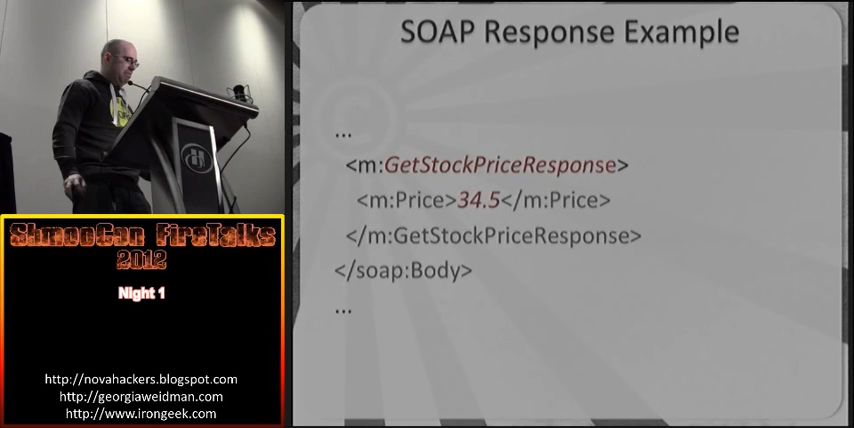 SOAP Response Example
...
<m:GetStockPriceResponse>
<m:Price>34.5</m:Price>
</m:GetStockPriceResponse>
</soap:Body>
...
ShmooCon FireTalks
2012
Night 1
http://novahackers.blogspot.com
http://georgiaweidman.com
http://www.irongeek.com